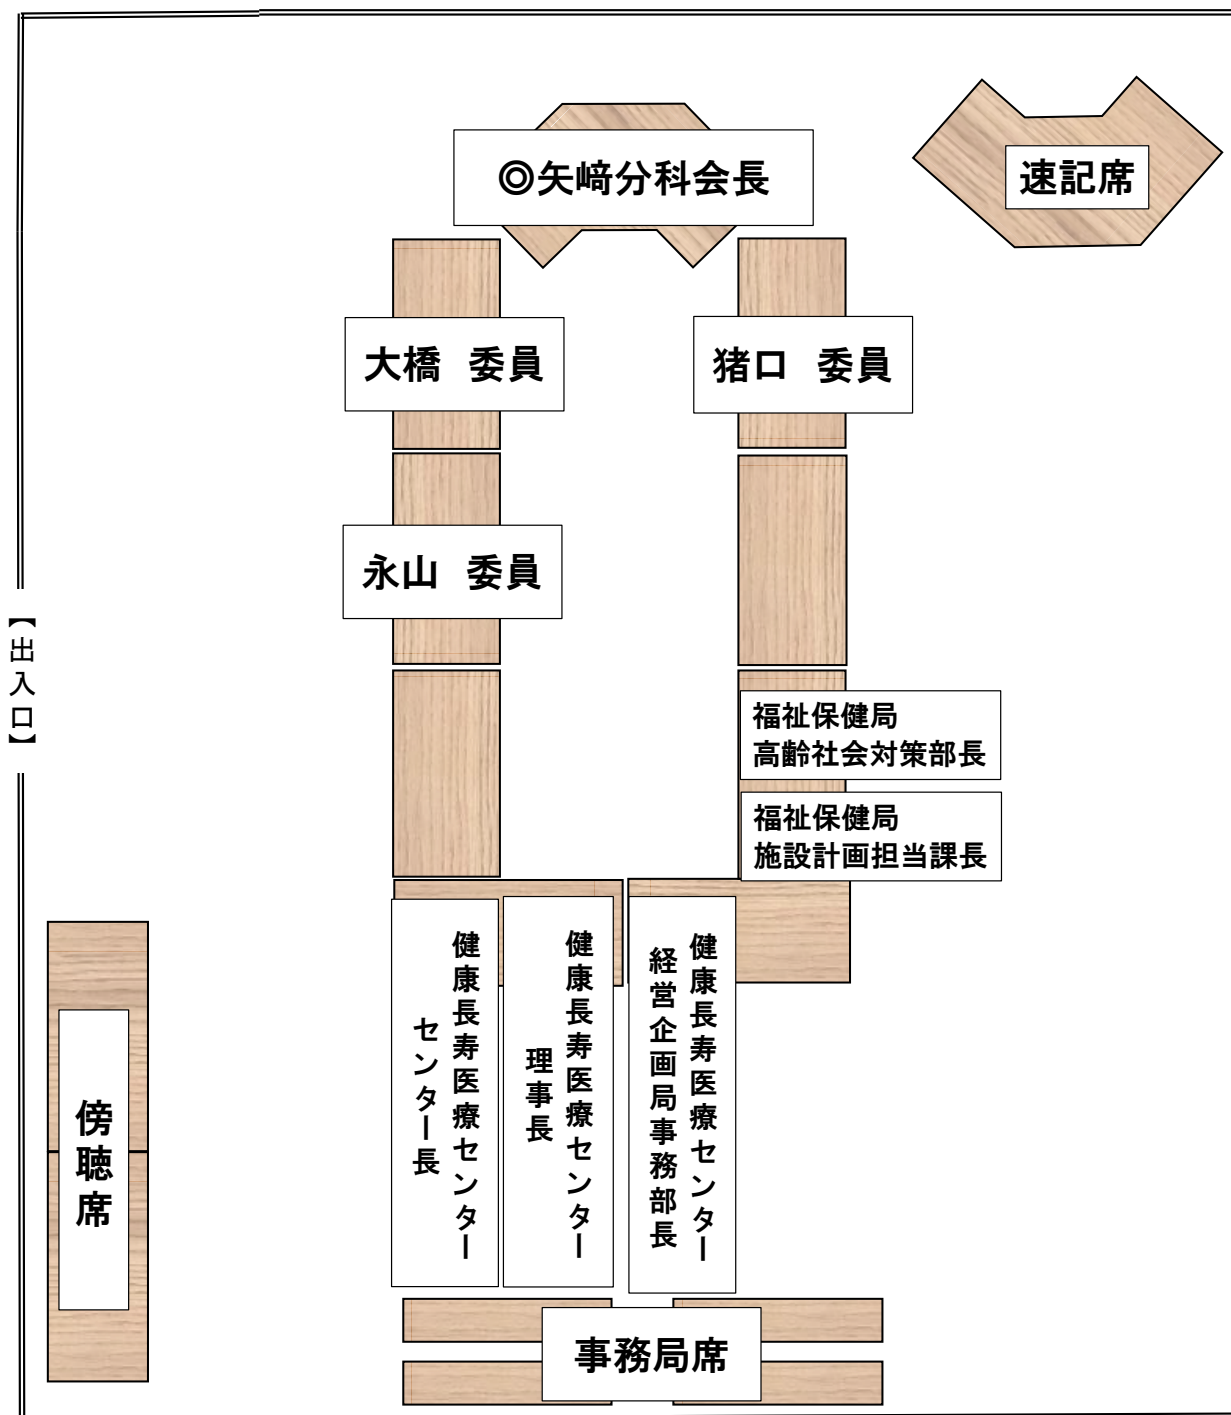 ◎矢﨑分科会長
速記席
大橋　委員
猪口　委員
永山　委員
【出入口】
福祉保健局
高齢社会対策部長
福祉保健局
施設計画担当課長
健康長寿医療センター
センター長
健康長寿医療センター
理事長
健康長寿医療センター
経営企画局事務部長
傍聴席
事務局席